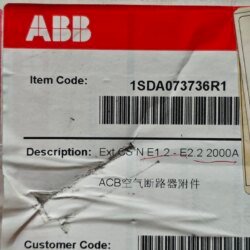 ABB
Item Code: 1SDA073736R1
Description: Ext CS N E1.2 - E2.2 2000A
ACB空气断路器附件
Customer Code: